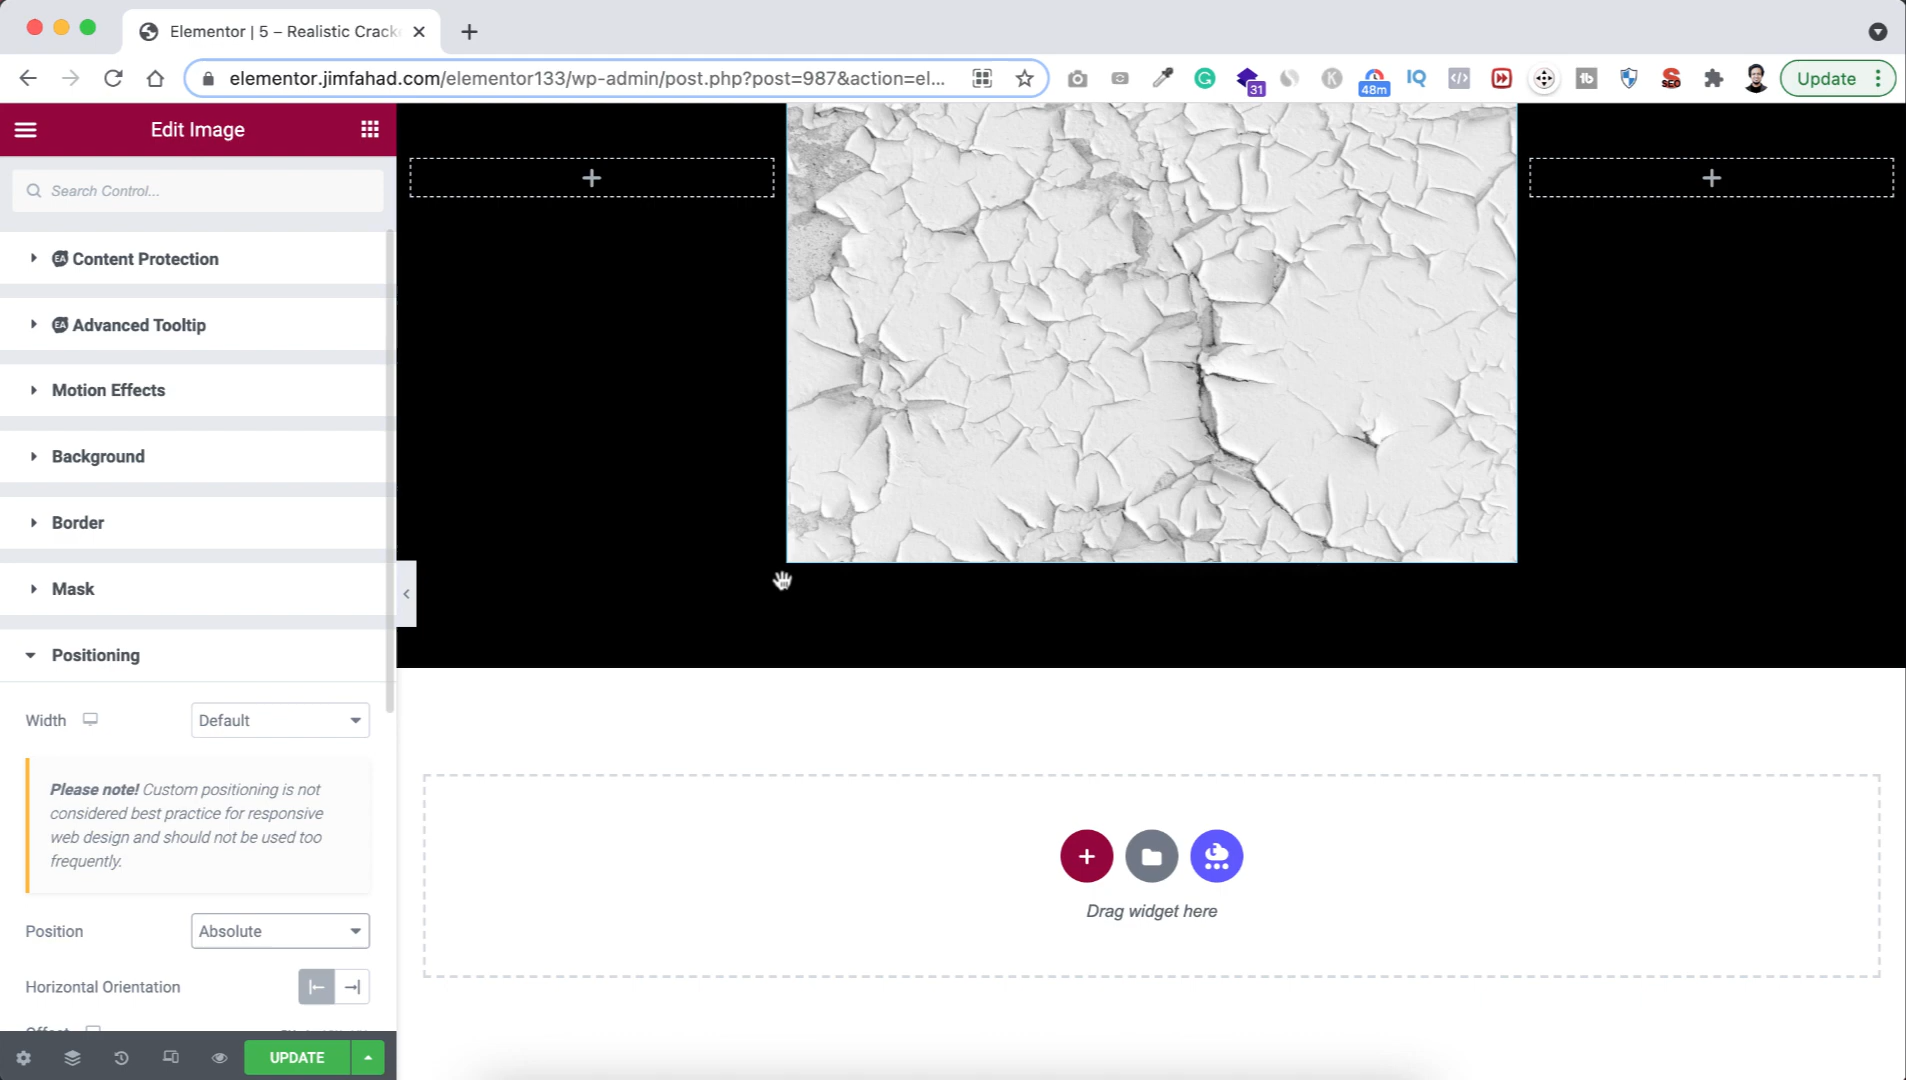 Elementor | 5 – Realistic Crack
elementor.jimfahad.com/elementor133/wp-admin/post.php?post=987&action=el...
31
48m
IQ
SEO
Update
Edit Image
Search Control...
EA Content Protection
EA Advanced Tooltip
Motion Effects
Background
Border
Mask
Positioning
Width
Default
Please note! Custom positioning is not
considered best practice for responsive
web design and should not be used too
frequently.
Position
Absolute
Horizontal Orientation
Drag widget here
UPDATE